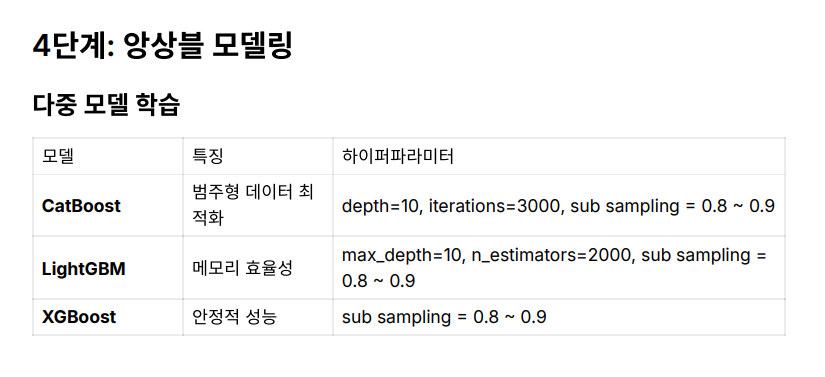 4단계: 앙상블 모델링
다중 모델 학습
모델 특징 하이퍼파라미터
CatBoost 범주형 데이터 최
적화 depth=10, iterations=3000, sub sampling = 0.8 ~ 0.9
LightGBM 메모리 효율성 max_depth=10, n_estimators=2000, sub sampling =
0.8 ~ 0.9
XGBoost 안정적 성능 sub sampling = 0.8 ~ 0.9